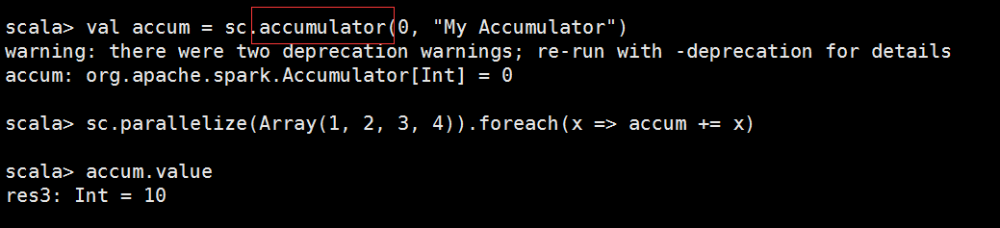 scala> val accum = sc.accumulator(0, "My Accumulator")
warning: there were two deprecation warnings; re-run with -deprecation for details
accum: org.apache.spark.Accumulator[Int] = 0
scala> sc.parallelize(Array(1, 2, 3, 4)).foreach(x => accum += x)
scala> accum.value
res3: Int = 10